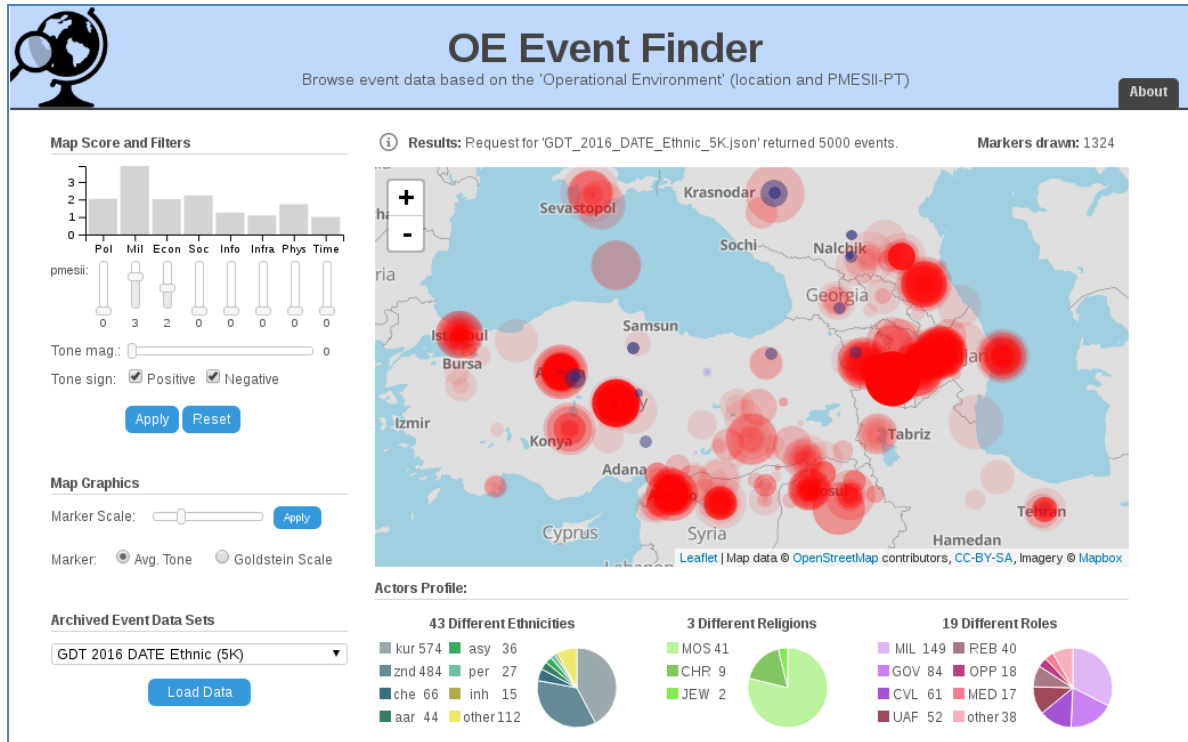 OE Event Finder
Browse event data based on the 'Operational Environment' (location and PMESII-PT)
About
Map Score and Filters
3
2
1
0
Pol Mil Econ Soc Info Infra Phys Time
pmesii:
0 3 2 0 0 0 0 0
Tone mag.: 0
Tone sign: Positive Negative
Apply Reset
Map Graphics
Marker Scale: Apply
Marker: Avg. Tone Goldstein Scale
Archived Event Data Sets
GDT 2016 DATE Ethnic (5K)
Load Data
Results: Request for 'GDT_2016_DATE_Ethnic_5K.json' returned 5000 events.
Markers drawn: 1324
+
-
Sevastopol
Krasnodar
Sochi
Nalchik
ria
Georgia
Istanbul
Samsun
Bursa
jan
Izmir
Konya
Tabriz
Adana
Mosul
Tehran
Cyprus
Syria
Hamedan
Lebanon
Leaflet | Map data © OpenStreetMap contributors, CC-BY-SA, Imagery © Mapbox
Actors Profile:
43 Different Ethnicities
kur 574 asy 36
znd 484 per 27
che 66 inh 15
aar 44 other 112
3 Different Religions
MOS 41
CHR 9
JEW 2
19 Different Roles
MIL 149 REB 40
GOV 84 OPP 18
CVL 61 MED 17
UAF 52 other 38